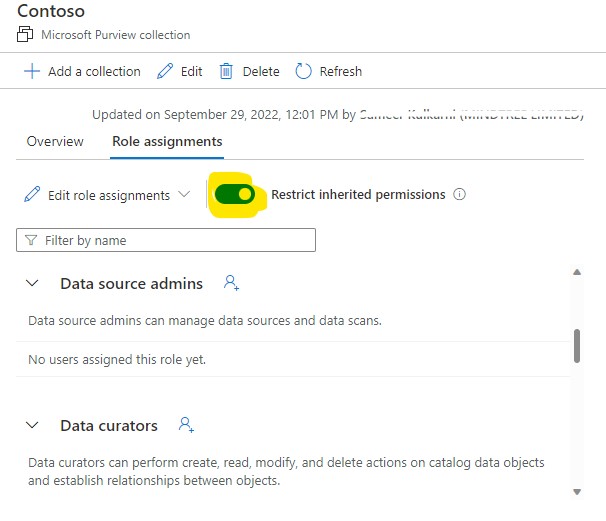 Contoso
Microsoft Purview collection
Add a collection Edit Delete Refresh
Updated on September 29, 2022, 12:01 PM by
Overview Role assignments
Edit role assignments Restrict inherited permissions
Filter by name
Data source admins
Data source admins can manage data sources and data scans.
No users assigned this role yet.
Data curators
Data curators can perform create, read, modify, and delete actions on catalog data objects
and establish relationships between objects.